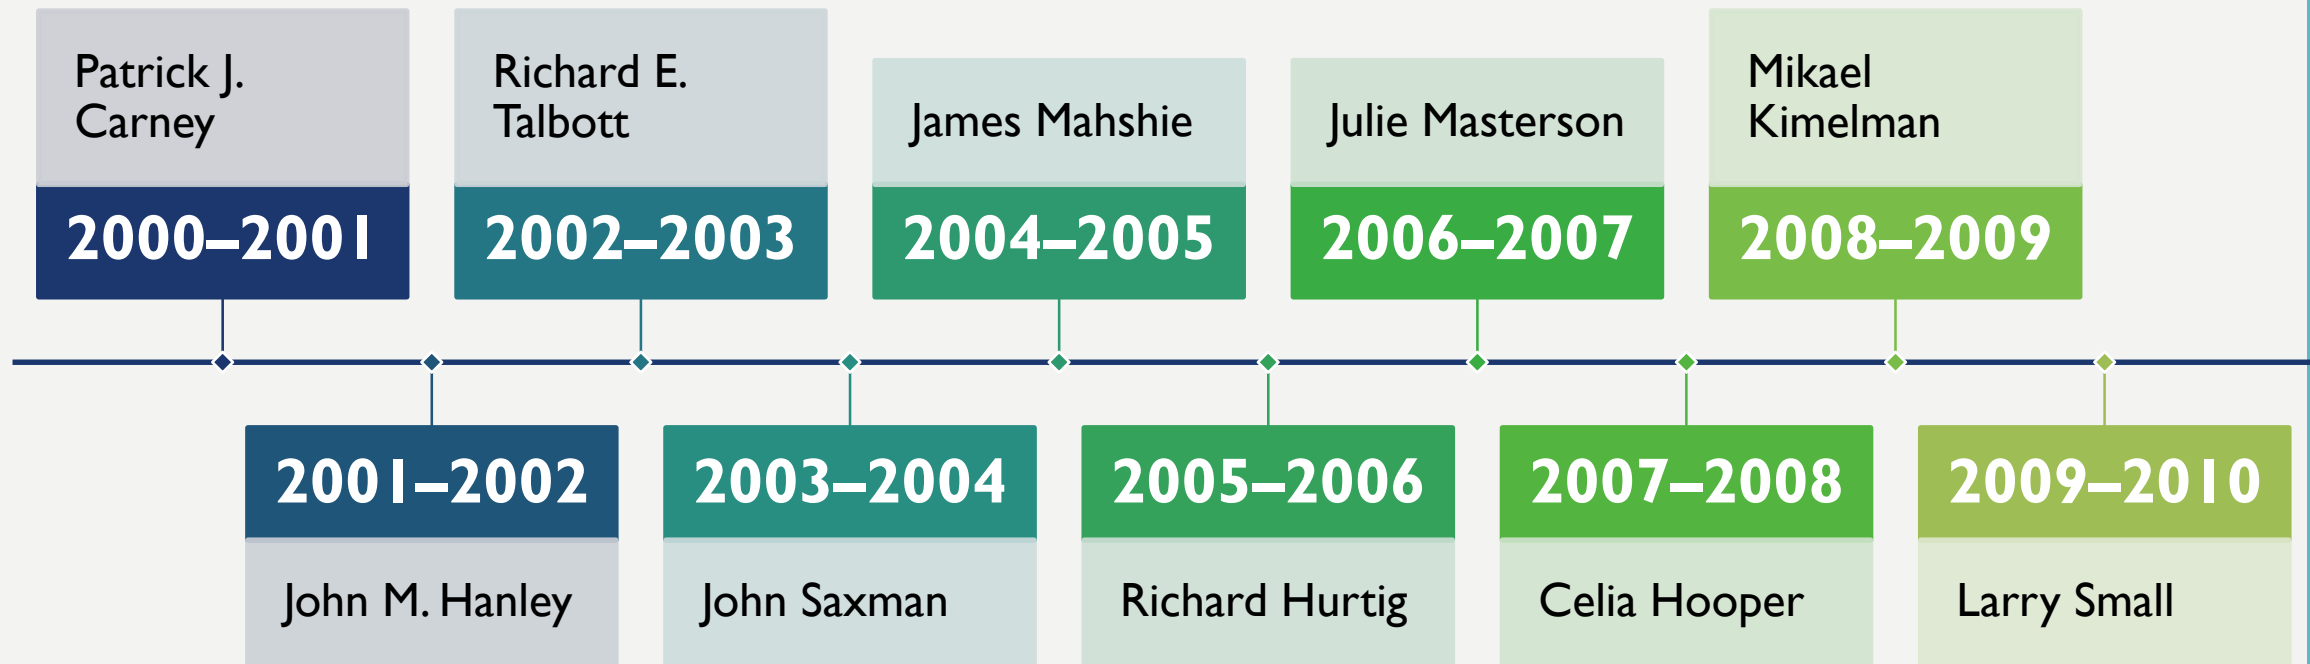 Patrick J.
Carney
2000–2001
Richard E.
Talbott
2002–2003
James Mahshie
2004–2005
Julie Masterson
2006–2007
Mikael
Kimelman
2008–2009
2001–2002
John M. Hanley
2003–2004
John Saxman
2005–2006
Richard Hurtig
2007–2008
Celia Hooper
2009–2010
Larry Small